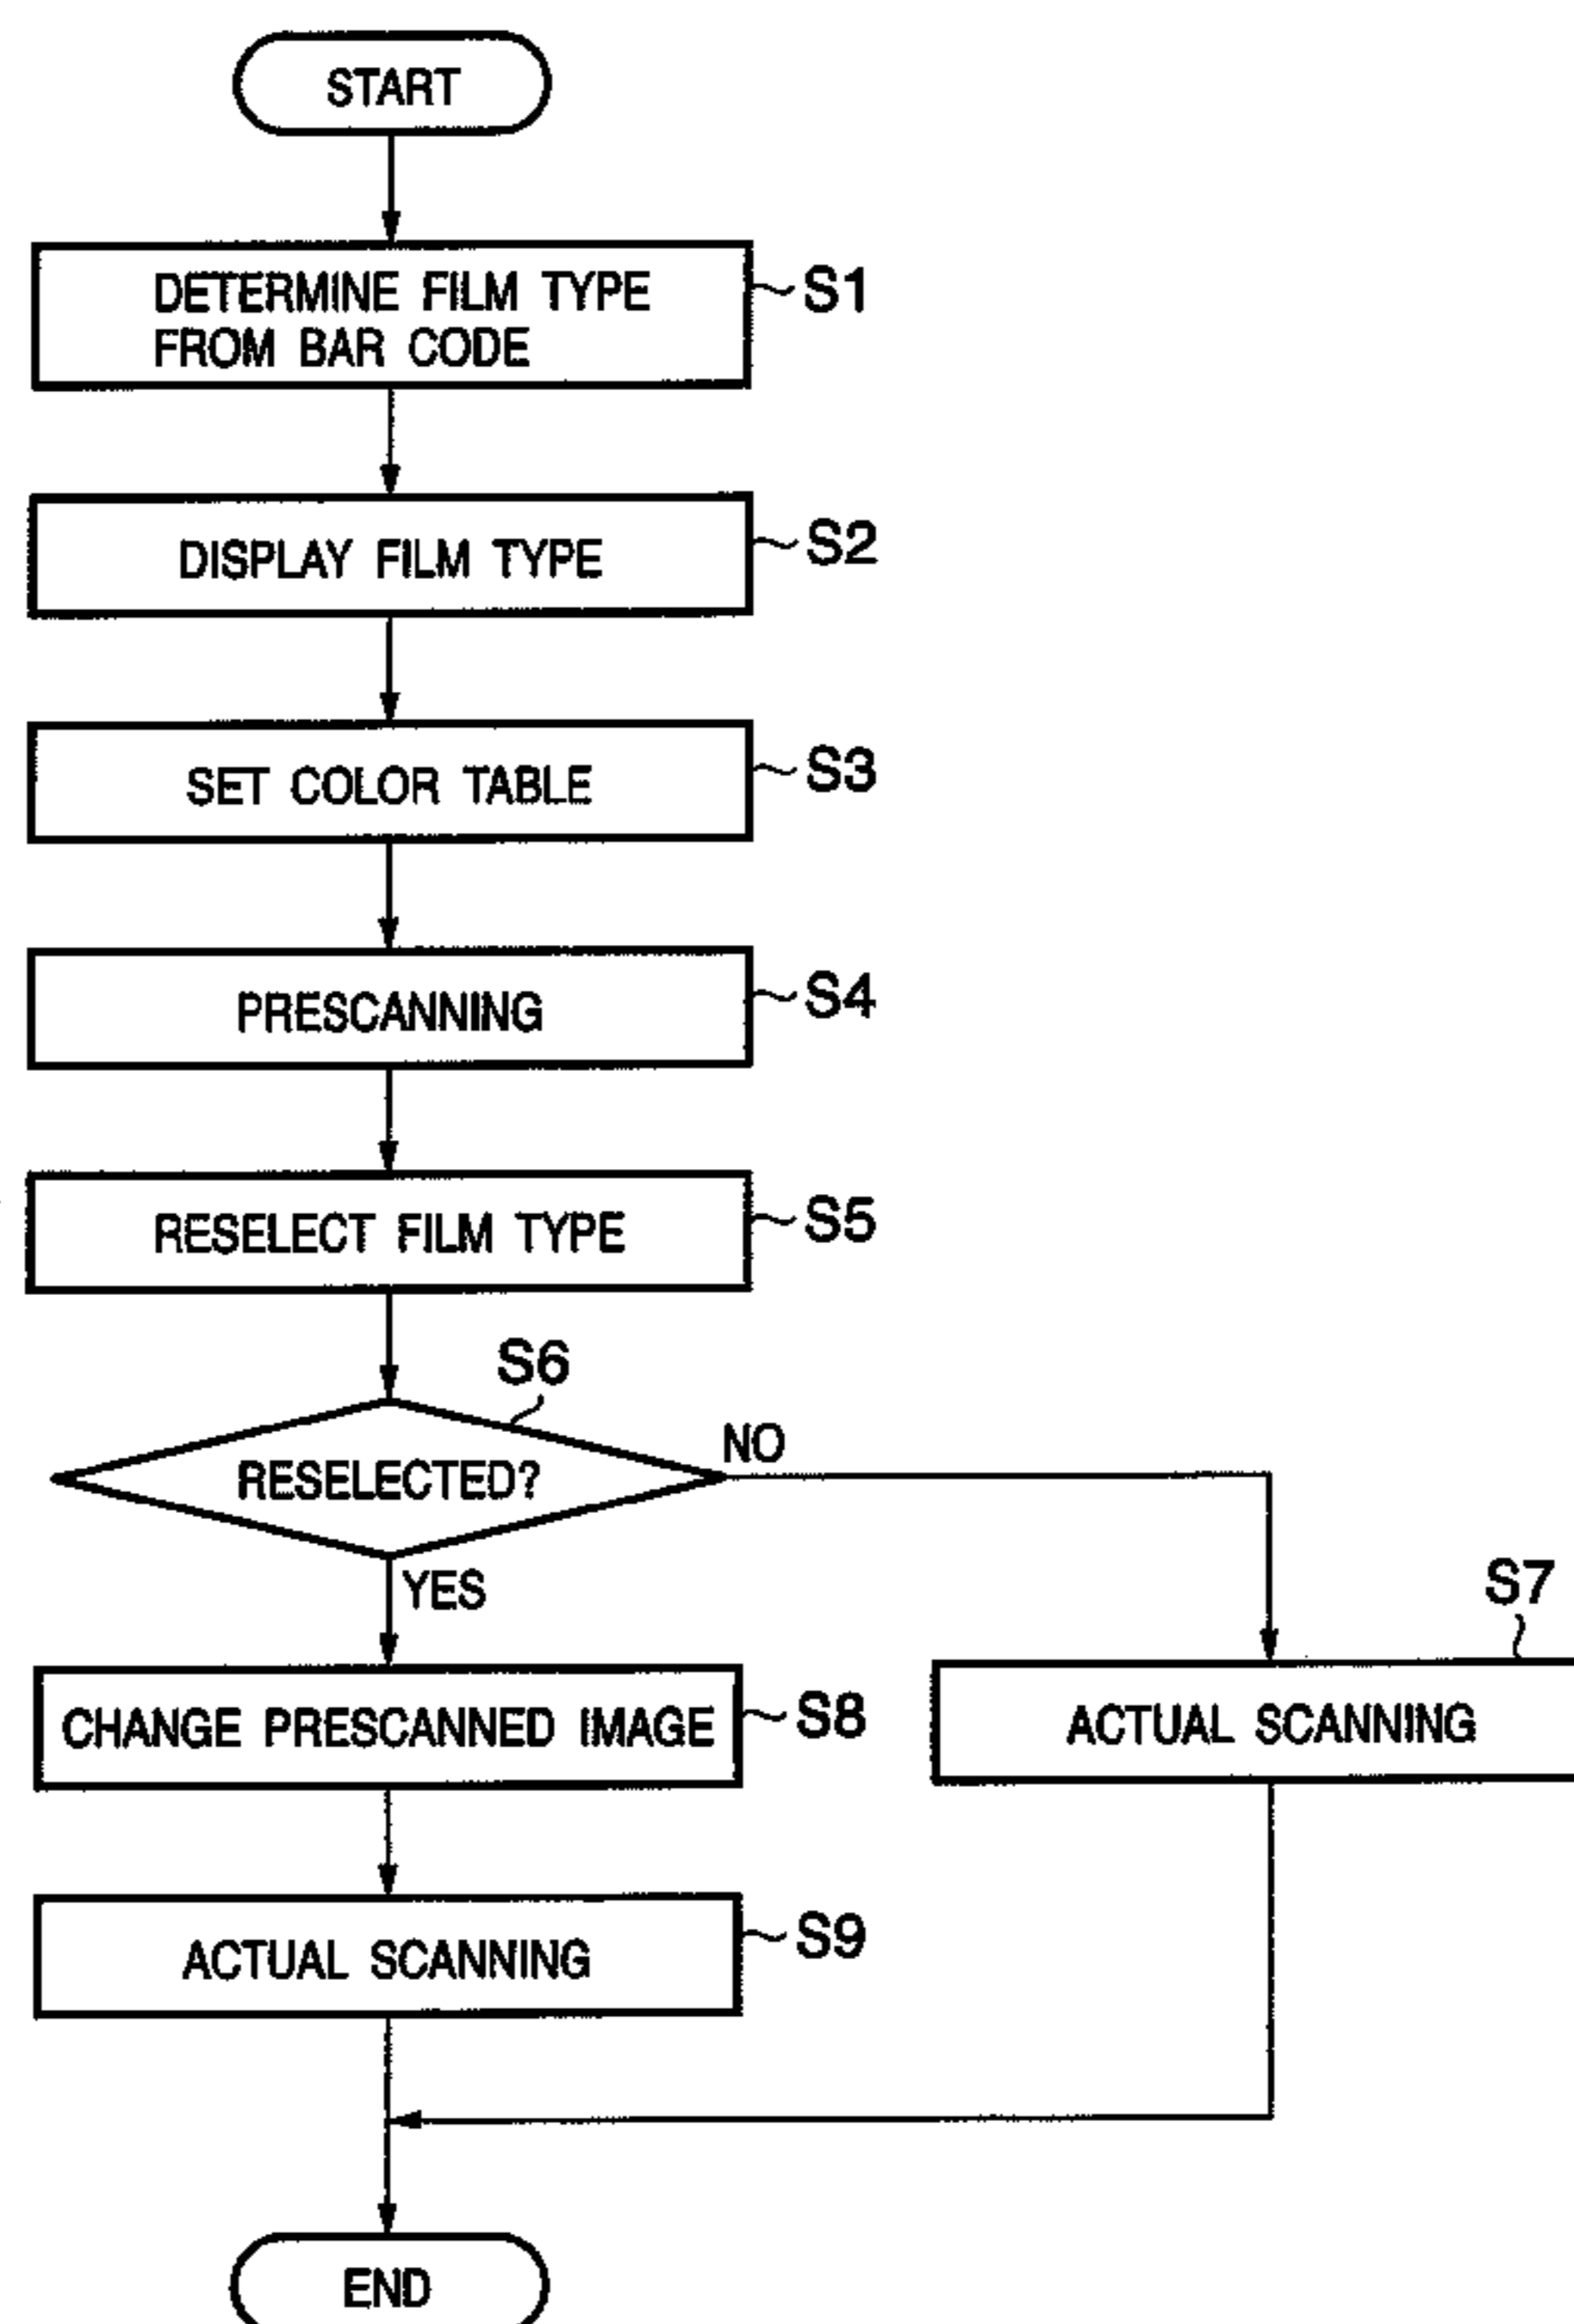 START
DETERMINE FILM TYPE
FROM BAR CODE
S1
DISPLAY FILM TYPE
S2
SET COLOR TABLE
S3
PRESCANNING
S4
RESELECT FILM TYPE
S5
S6
RESELECTED?
NO
YES
S7
CHANGE PRESCANNED IMAGE
S8
ACTUAL SCANNING
ACTUAL SCANNING
S9
END